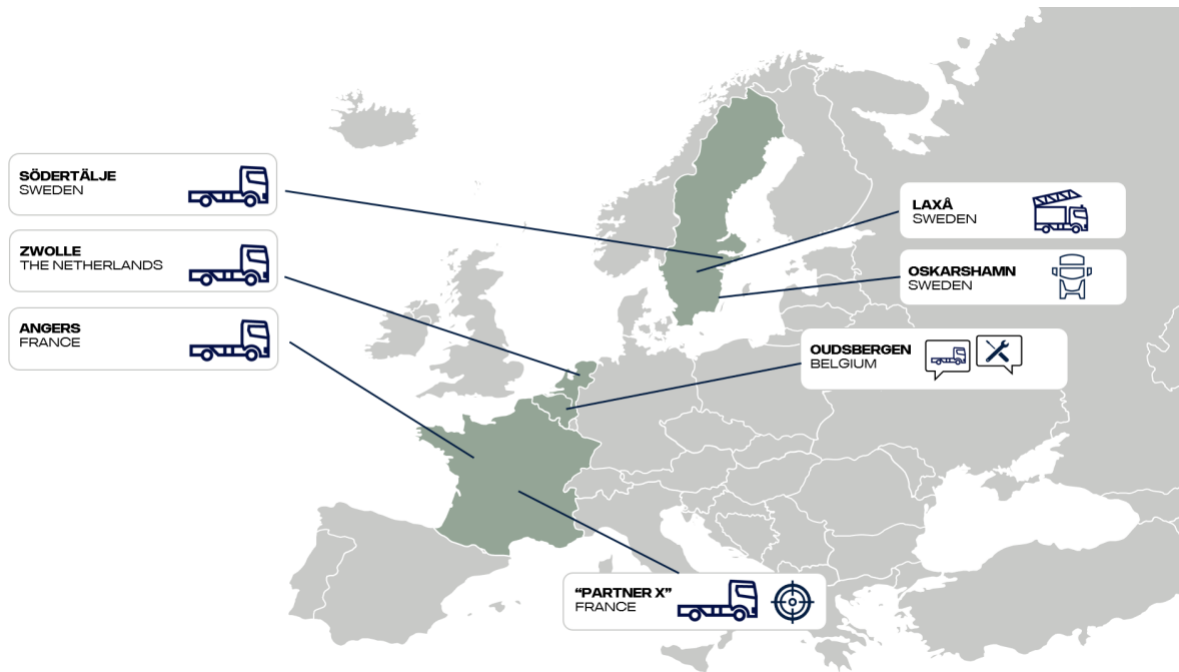 SÖDERTÄLJE
SWEDEN
ZWOLLE
THE NETHERLANDS
ANGERS
FRANCE
LAXÅ
SWEDEN
OSKARSHAMN
SWEDEN
OUDSBERGEN
BELGIUM
“PARTNER X”
FRANCE